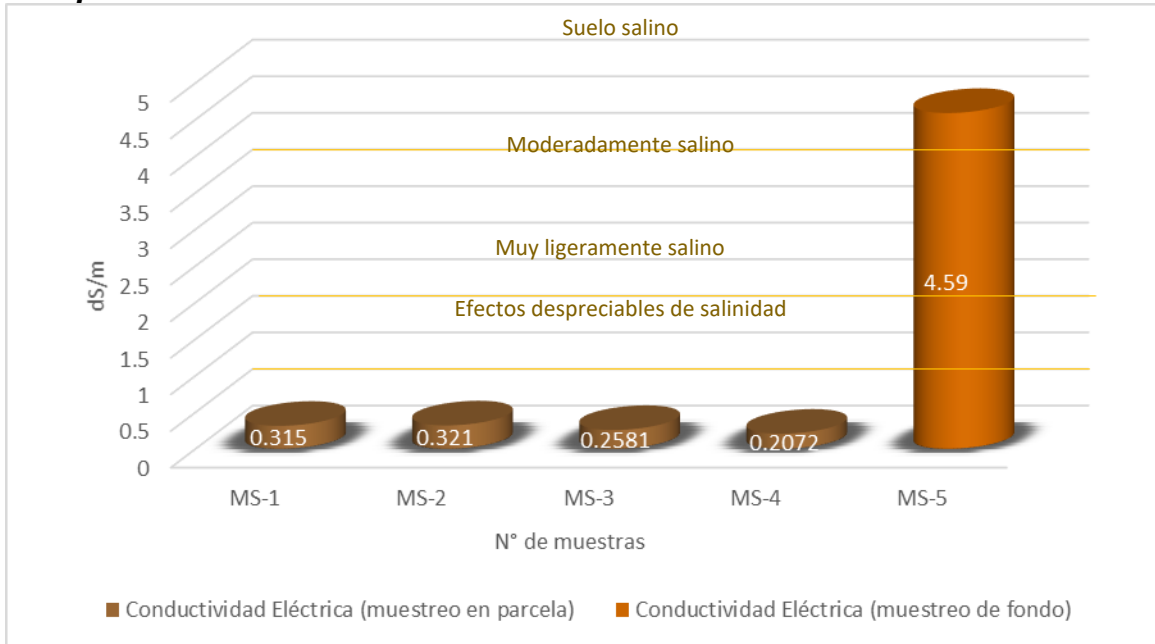 Suelo salino
5
4.5
Moderadamente salino
4
3.5
3
Muy ligeramente salino
2.5
4.59
dS/m
2
Efectos despreciables de salinidad
1.5
1
0.5
0.315
0.321
0.2581
0.2072
0
MS-1 MS-2 MS-3 MS-4 MS-5
N° de muestras
Conductividad Eléctrica (muestreo en parcela) Conductividad Eléctrica (muestreo de fondo)